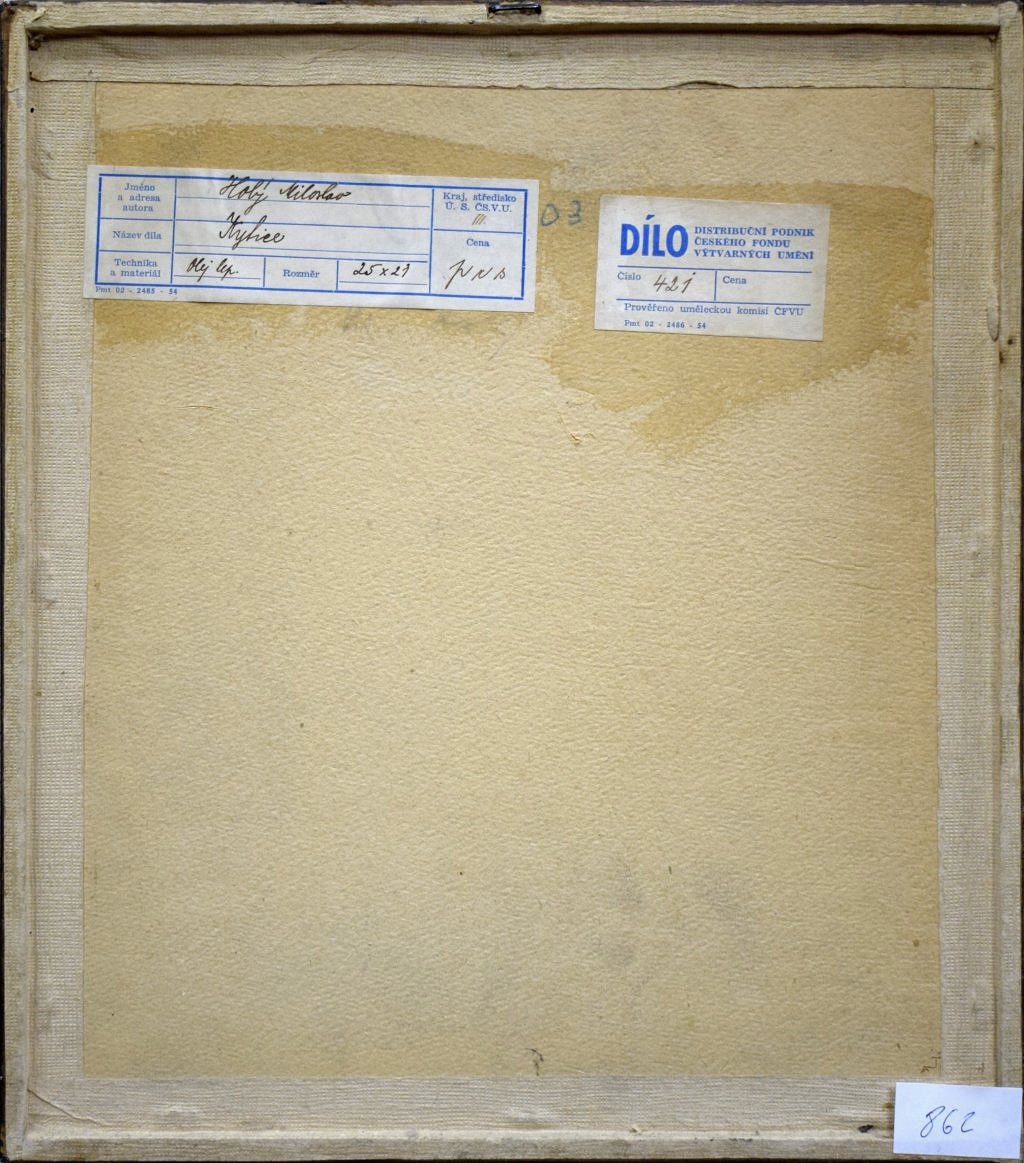 Jméno
a adresa
autora
Holý Miloslav
Kraj, středisko
Ú. S. ČS.V.U.
III.
Název díla
Kytice
Cena
Technika
a materiál
olej lep.
Rozměr
25 x 21
Pmt 02 - 2485 - 54
03
DÍLO
DISTRIBUČNÍ PODNIK
ČESKÉHO FONDU
VÝTVARNÝCH UMĚNÍ
Číslo 421
Cena
Prověřeno uměleckou komisí ČFVU
Pmt 02 - 2486 - 54
862